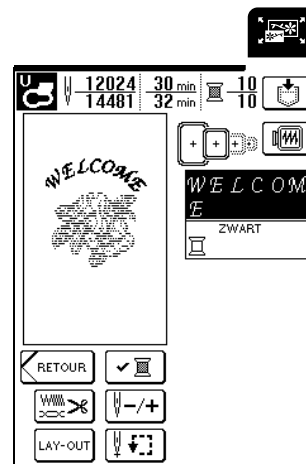 U
12024 30 min 10
14481 32 min 10
WELCOME
WELCOM
E
ZWART
RETOUR
-/+
LAY-OUT